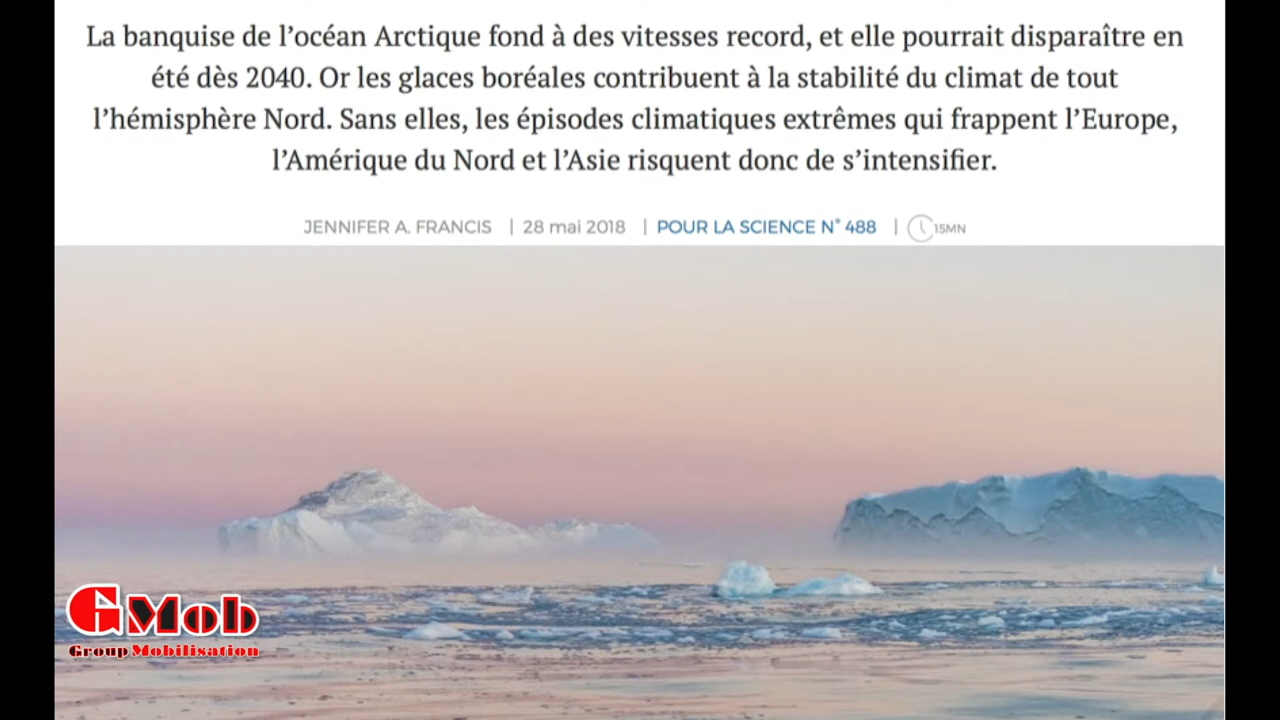 La banquise de l’océan Arctique fond à des vitesses record, et elle pourrait disparaître en
été dès 2040. Or les glaces boréales contribuent à la stabilité du climat de tout
l’hémisphère Nord. Sans elles, les épisodes climatiques extrêmes qui frappent l’Europe,
l’Amérique du Nord et l’Asie risquent donc de s’intensifier.
JENNIFER A. FRANCIS | 28 mai 2018 | POUR LA SCIENCE N° 488 | 15MN
GMob
Group Mobilisation